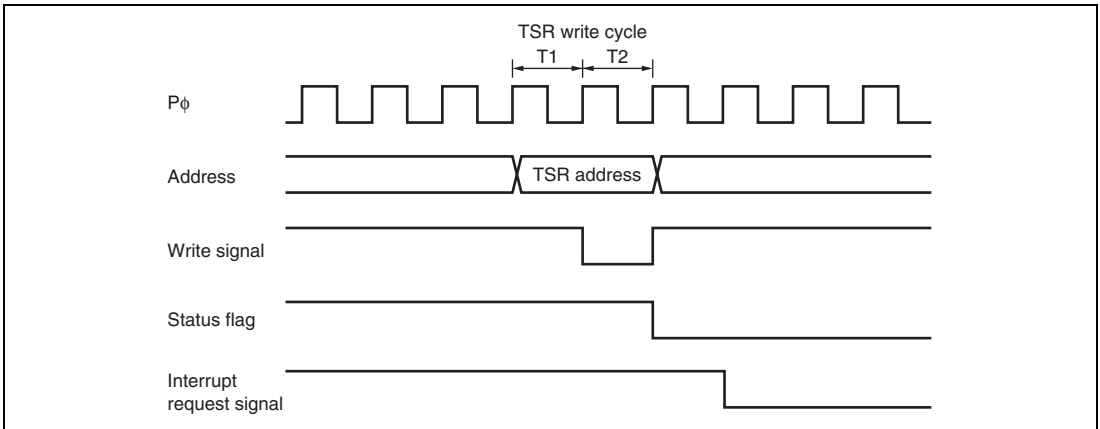 TSR write cycle
T1 T2
Pϕ
Address
TSR address
Write signal
Status flag
Interrupt
request signal